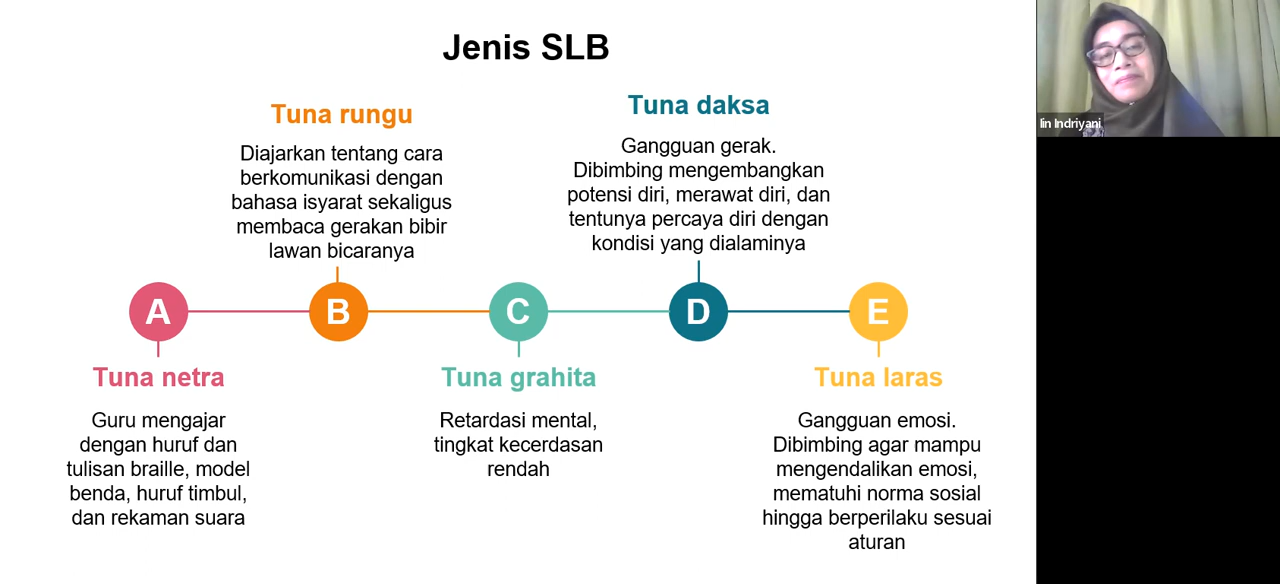 Jenis SLB
A
Tuna netra
Guru mengajar
dengan huruf dan
tulisan braille, model
benda, huruf timbul,
dan rekaman suara
Tuna rungu
Diajarkan tentang cara
berkomunikasi dengan
bahasa isyarat sekaligus
membaca gerakan bibir
lawan bicaranya
B
C
Tuna grahita
Retardasi mental,
tingkat kecerdasan
rendah
Tuna daksa
Gangguan gerak.
Dibimbing mengembangkan
potensi diri, merawat diri, dan
tentunya percaya diri dengan
kondisi yang dialaminya
D
E
Tuna laras
Gangguan emosi.
Dibimbing agar mampu
mengendalikan emosi,
mematuhi norma sosial
hingga berperilaku sesuai
aturan
Iin Indriyani